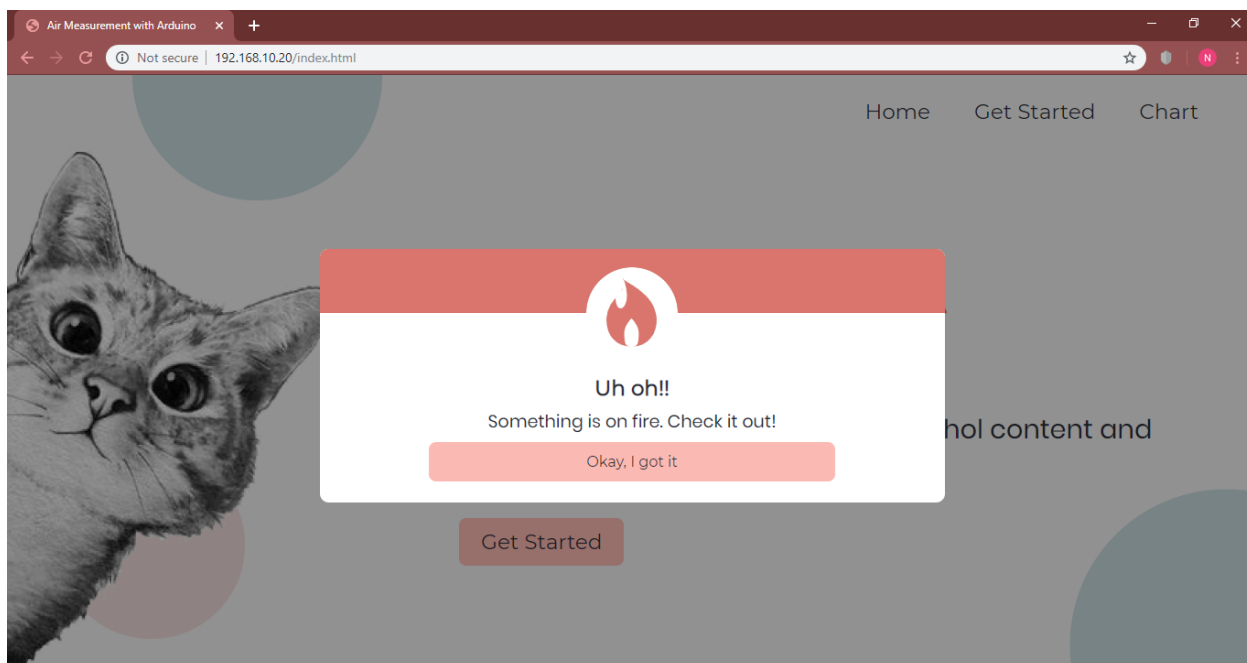 Air Measurement with Arduino
Not secure | 192.168.10.20/index.html
N
Home Get Started Chart
Uh oh!!
Something is on fire. Check it out!
content and
Okay, I got it
Get Started